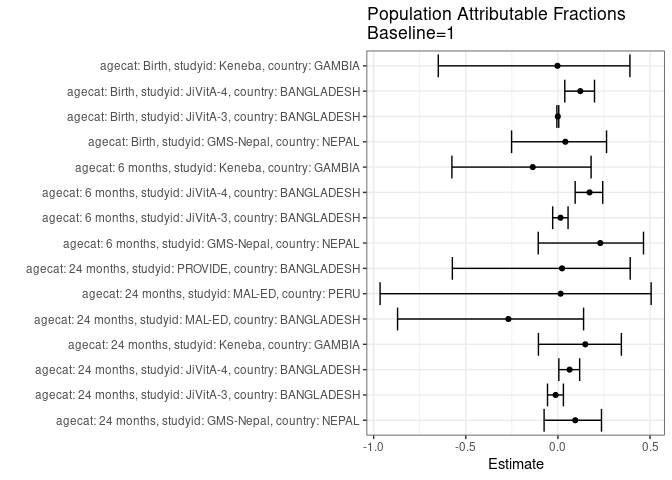 Population Attributable Fractions
Baseline=1
agecat: Birth, studyid: Keneba, country: GAMBIA
agecat: Birth, studyid: JiVitA-4, country: BANGLADESH
agecat: Birth, studyid: JiVitA-3, country: BANGLADESH
agecat: Birth, studyid: GMS-Nepal, country: NEPAL
agecat: 6 months, studyid: Keneba, country: GAMBIA
agecat: 6 months, studyid: JiVitA-4, country: BANGLADESH
agecat: 6 months, studyid: JiVitA-3, country: BANGLADESH
agecat: 6 months, studyid: GMS-Nepal, country: NEPAL
agecat: 24 months, studyid: PROVIDE, country: BANGLADESH
agecat: 24 months, studyid: MAL-ED, country: PERU
agecat: 24 months, studyid: MAL-ED, country: BANGLADESH
agecat: 24 months, studyid: Keneba, country: GAMBIA
agecat: 24 months, studyid: JiVitA-4, country: BANGLADESH
agecat: 24 months, studyid: JiVitA-3, country: BANGLADESH
agecat: 24 months, studyid: GMS-Nepal, country: NEPAL
-1.0 -0.5 0.0 0.5
Estimate